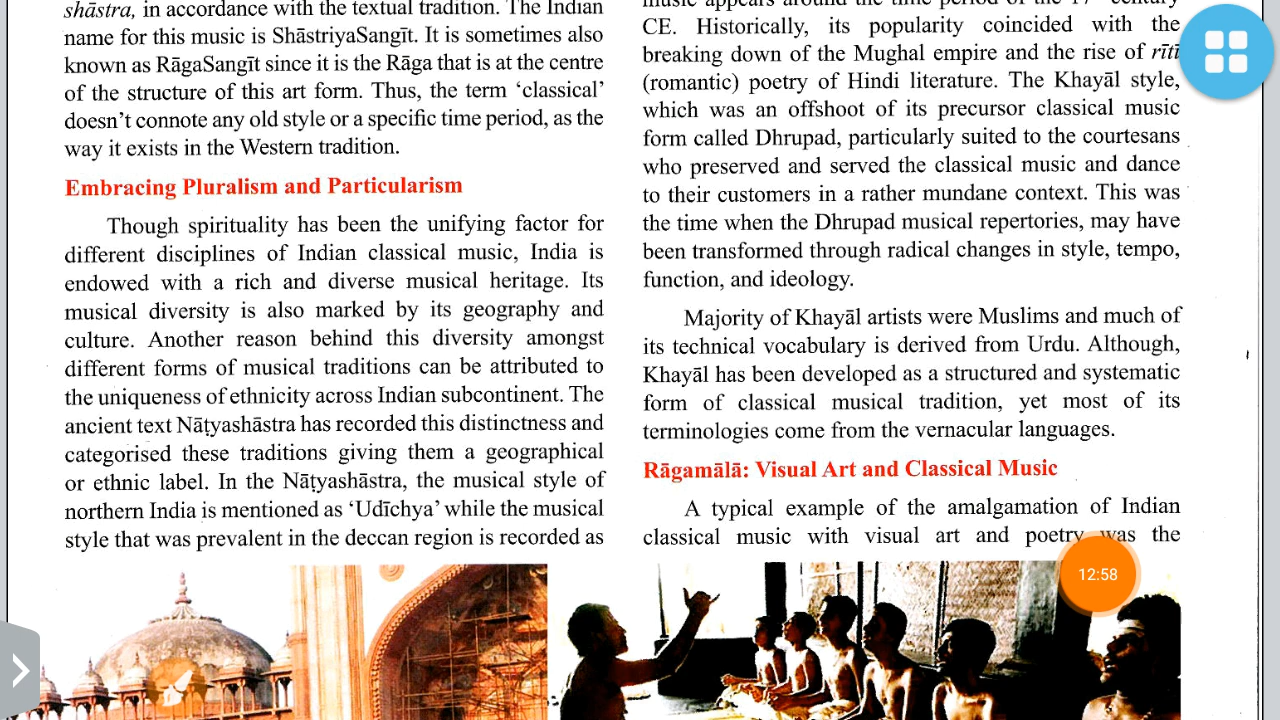 shāstra, in accordance with the textual tradition. The Indian
name for this music is ShāstriyaSangīt. It is sometimes also
known as RāgaSangīt since it is the Rāga that is at the centre
of the structure of this art form. Thus, the term ‘classical’
doesn’t connote any old style or a specific time period, as the
way it exists in the Western tradition.
Embracing Pluralism and Particularism
Though spirituality has been the unifying factor for
different disciplines of Indian classical music, India is
endowed with a rich and diverse musical heritage. Its
musical diversity is also marked by its geography and
culture. Another reason behind this diversity amongst
different forms of musical traditions can be attributed to
the uniqueness of ethnicity across Indian subcontinent. The
ancient text Nāṭyashāstra has recorded this distinctness and
categorised these traditions giving them a geographical
or ethnic label. In the Nāṭyashāstra, the musical style of
northern India is mentioned as ‘Udīchya’ while the musical
style that was prevalent in the deccan region is recorded as
music appears around the time period of the 17th century
CE. Historically, its popularity coincided with the
breaking down of the Mughal empire and the rise of rītī
(romantic) poetry of Hindi literature. The Khayāl style,
which was an offshoot of its precursor classical music
form called Dhrupad, particularly suited to the courtesans
who preserved and served the classical music and dance
to their customers in a rather mundane context. This was
the time when the Dhrupad musical repertories, may have
been transformed through radical changes in style, tempo,
function, and ideology.
Majority of Khayāl artists were Muslims and much of
its technical vocabulary is derived from Urdu. Although,
Khayāl has been developed as a structured and systematic
form of classical musical tradition, yet most of its
terminologies come from the vernacular languages.
Rāgamālā: Visual Art and Classical Music
A typical example of the amalgamation of Indian
classical music with visual art and poetry was the
12:58